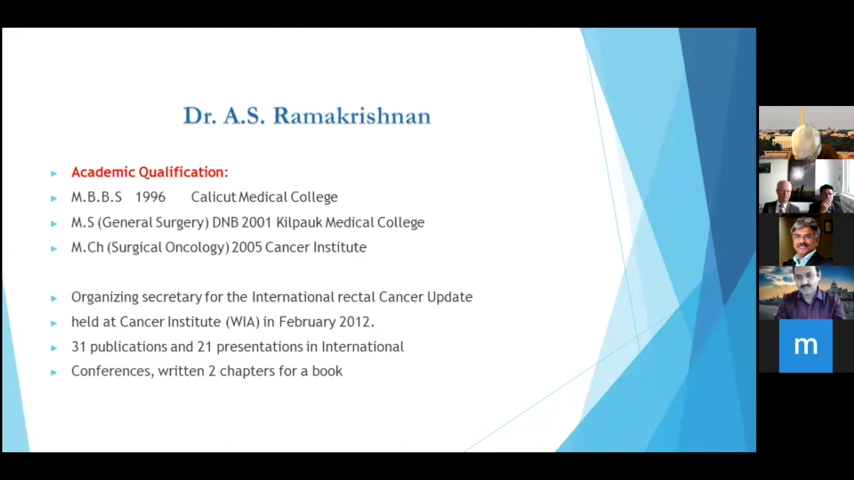 Dr. A.S. Ramakrishnan
Academic Qualification:
M.B.B.S 1996 Calicut Medical College
M.S (General Surgery) DNB 2001 Kilpauk Medical College
M.Ch (Surgical Oncology) 2005 Cancer Institute
Organizing secretary for the International rectal Cancer Update
held at Cancer Institute (WIA) in February 2012.
31 publications and 21 presentations in International
Conferences, written 2 chapters for a book
m